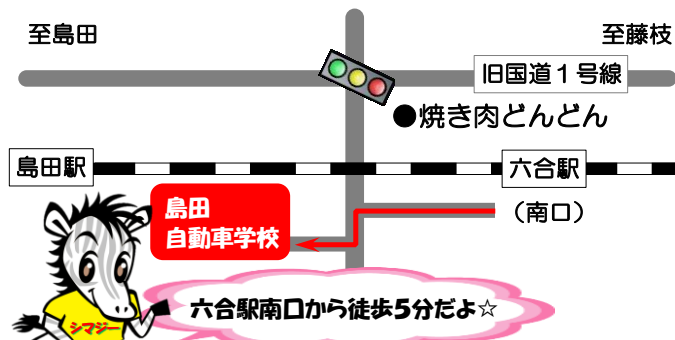 至島田
至藤枝
旧国道1号線
●焼き肉どんどん
島田駅
六合駅
(南口)
島田
自動車学校
六合駅南口から徒歩5分だよ☆
シマジー